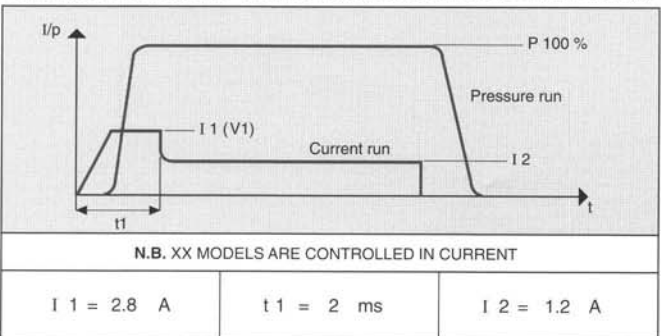 I/p
P 100 %
Pressure run
I 1 (V1)
Current run
I 2
t
t1
N.B. XX MODELS ARE CONTROLLED IN CURRENT
I 1 = 2.8 A
t 1 = 2 ms
I 2 = 1.2 A